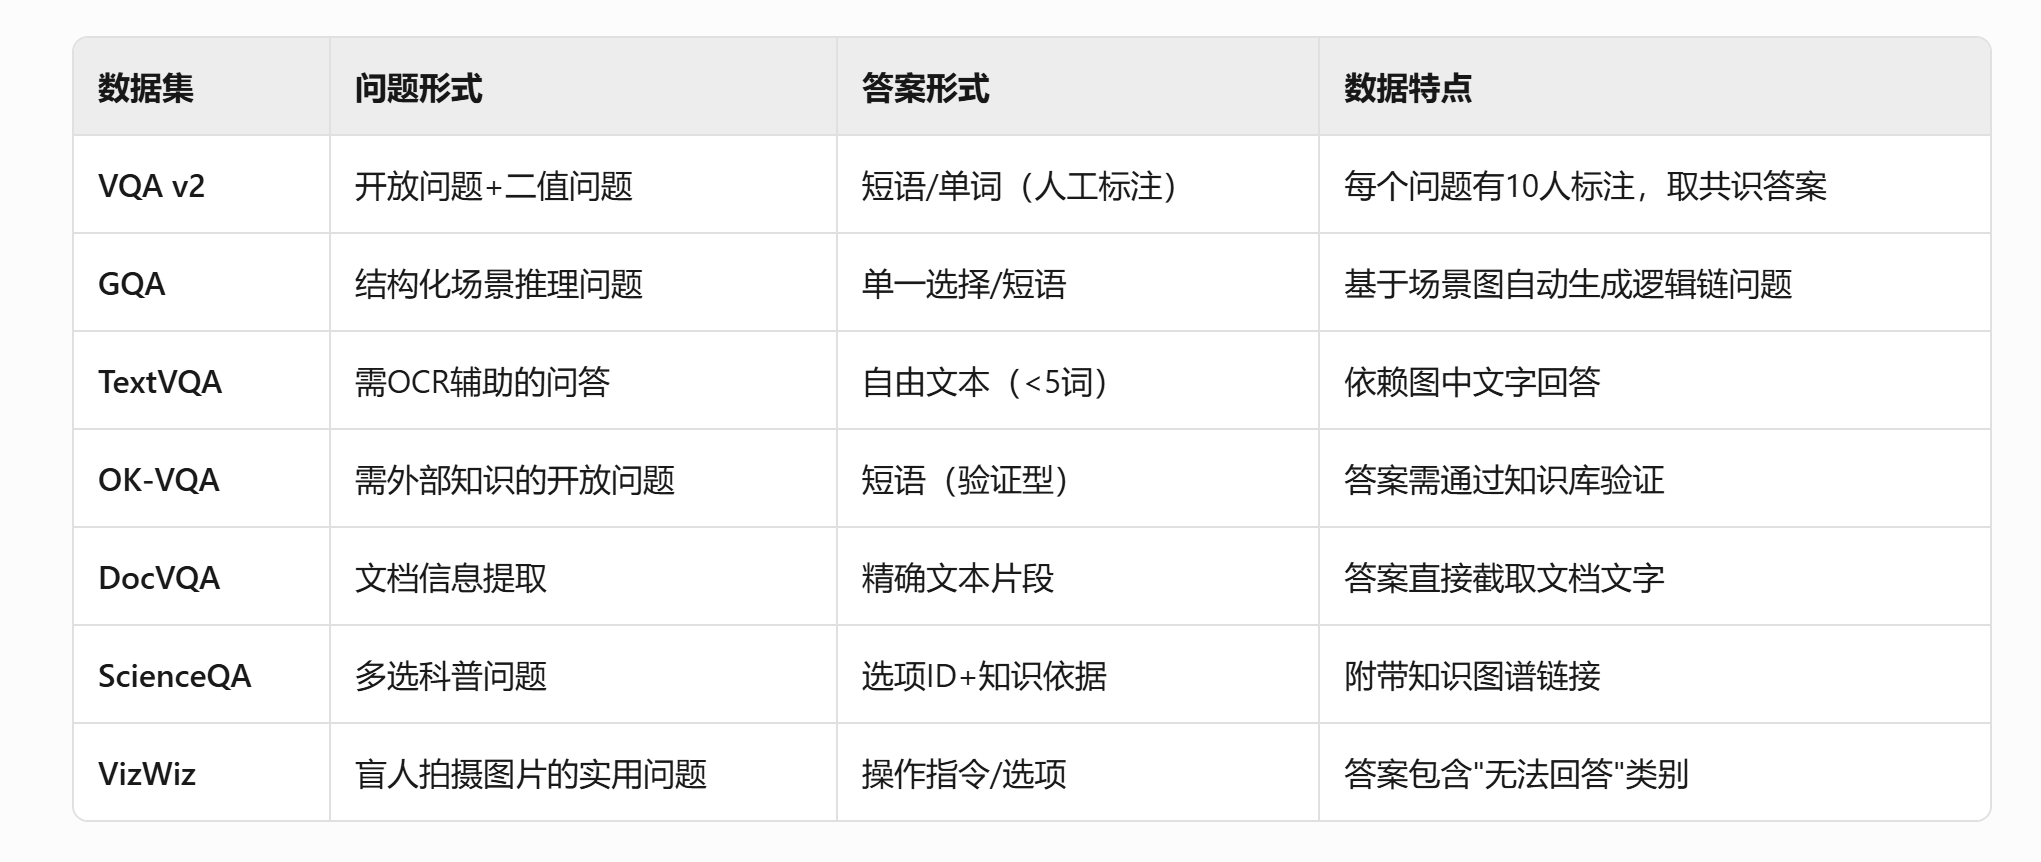 数据集 问题形式 答案形式 数据特点
VQA v2 开放问题+二值问题 短语/单词（人工标注） 每个问题有10人标注，取共识答案
GQA 结构化场景推理问题 单一选择/短语 基于场景图自动生成逻辑链问题
TextVQA 需OCR辅助的问答 自由文本（<5词） 依赖图中文字回答
OK-VQA 需外部知识的开放问题 短语（验证型） 答案需通过知识库验证
DocVQA 文档信息提取 精确文本片段 答案直接截取文档文字
ScienceQA 多选科普问题 选项ID+知识依据 附带知识图谱链接
VizWiz 盲人拍摄图片的实用问题 操作指令/选项 答案包含"无法回答"类别